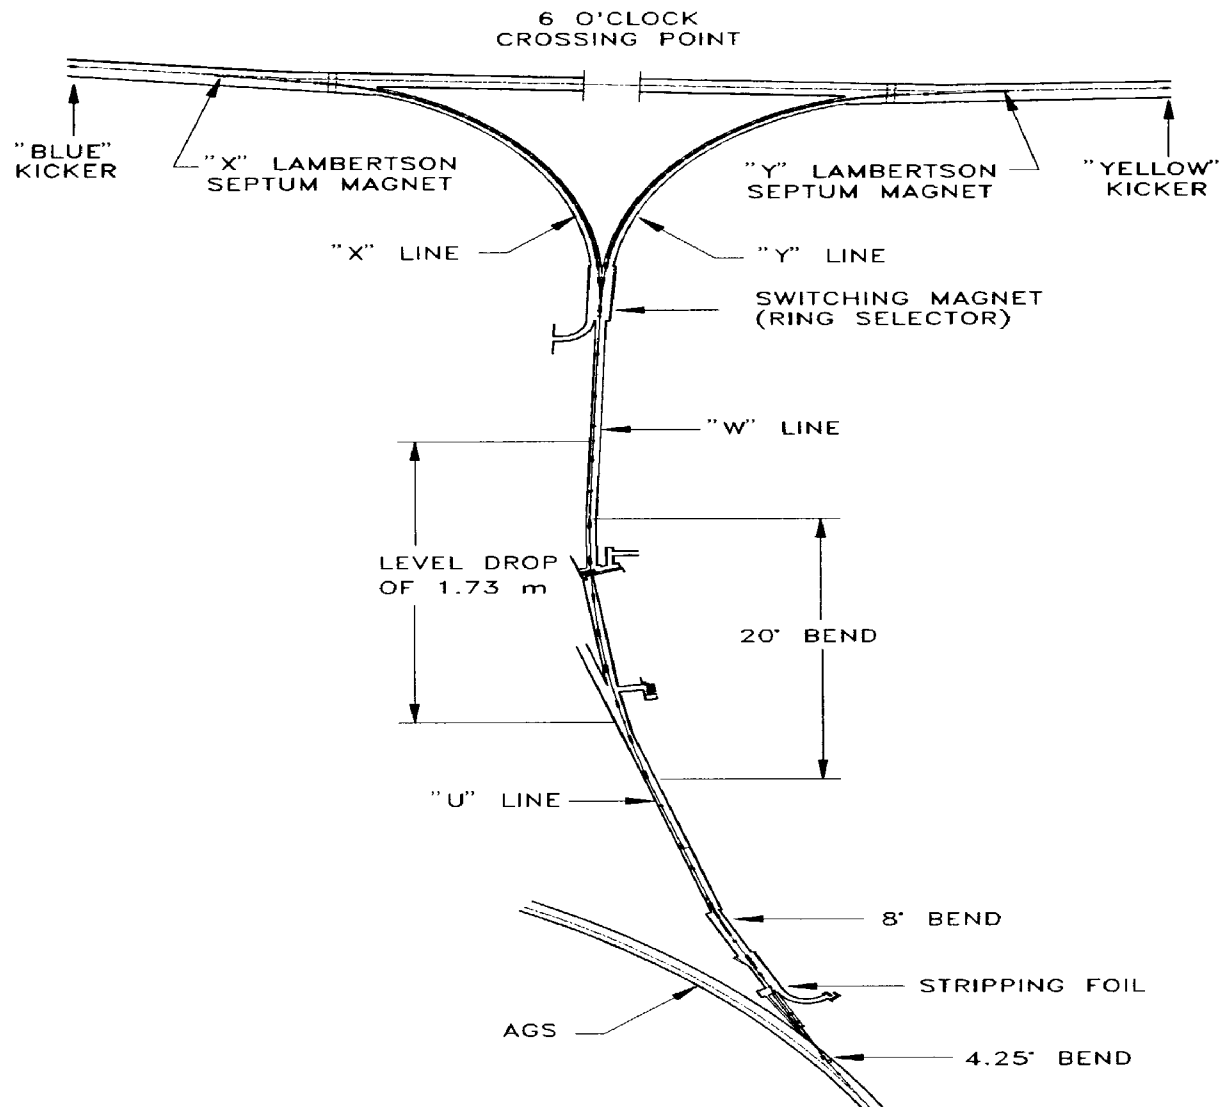 6 O'CLOCK
CROSSING POINT
"BLUE"
KICKER
"X" LAMBERTSON
SEPTUM MAGNET
"Y" LAMBERTSON
SEPTUM MAGNET
"YELLOW"
KICKER
"X" LINE
"Y" LINE
SWITCHING MAGNET
(RING SELECTOR)
"W" LINE
LEVEL DROP
OF 1.73 m
20° BEND
"U" LINE
8° BEND
STRIPPING FOIL
AGS
4.25° BEND